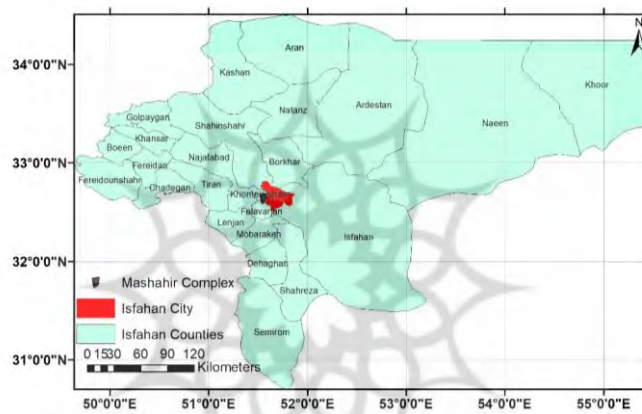 N
34°0'0"N
33°0'0"N
32°0'0"N
31°0'0"N
Aran
Kashan
Khoor
Natanz
Ardestan
Naeen
Golpaygan
Shahinshahr
Khansar
Boeen
Najafabad
Borkhar
Fereidan
Fereidounshahr
Ghadegan
Tiran
Falavarjan
Lenjan
Mobarakeh
Isfahan
Dehaghan
Shahreza
Semirom
Mashahir Complex
Isfahan City
Isfahan Counties
0 1530 60 90 120
Kilometers
50°0'0"E 51°0'0"E 52°0'0"E 53°0'0"E 54°0'0"E 55°0'0"E